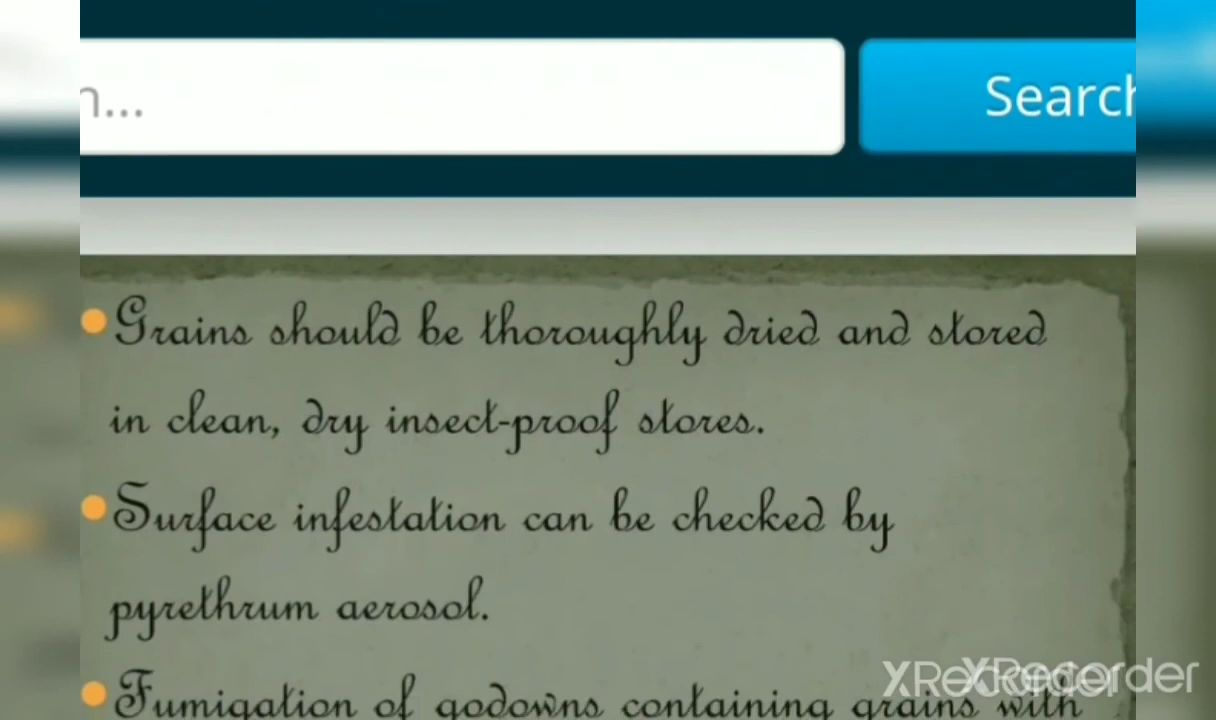 n...
Search
Grains should be thoroughly dried and stored
in clean, dry insect-proof stores.
Surface infestation can be checked by
pyrethrum aerosol.
Fumigation of godowns containing grains with
XRecorder
XRecorder